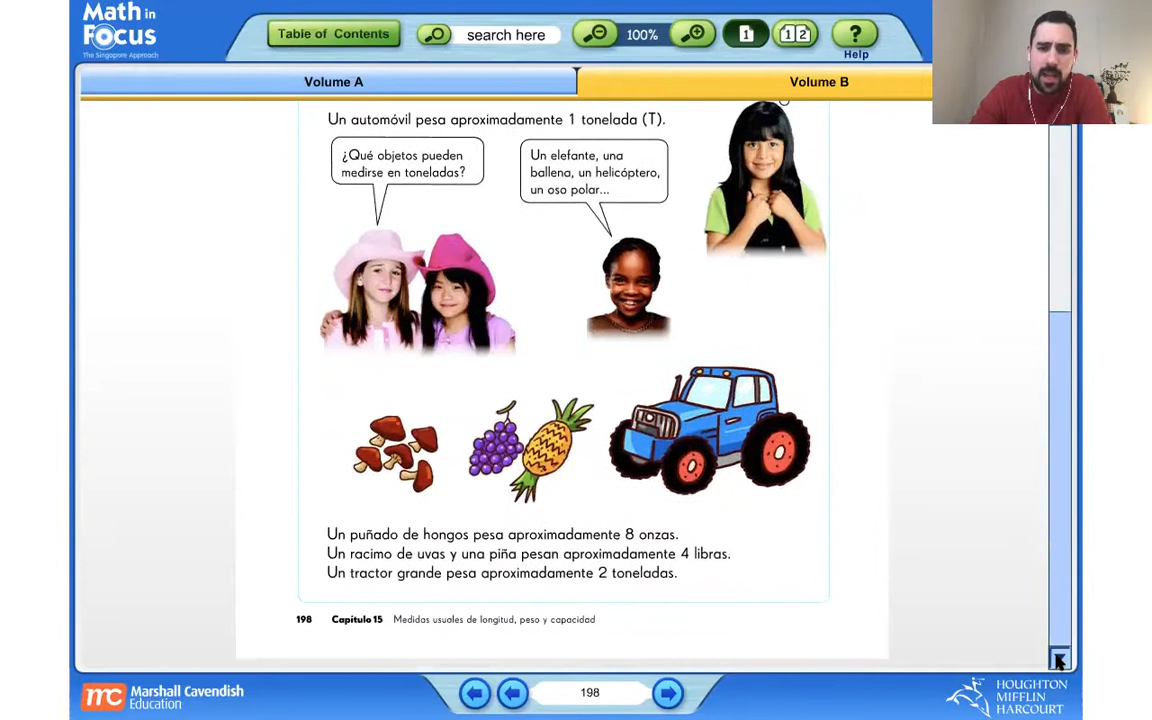 Math in
Focus
The Singapore Approach
Table of Contents
search here
100%
1
1 2
?
Help
Volume A
Volume B
Un automóvil pesa aproximadamente 1 tonelada (T).
¿Qué objetos pueden
medirse en toneladas?
Un elefante, una
ballena, un helicóptero,
un oso polar...
Un puñado de hongos pesa aproximadamente 8 onzas.
Un racimo de uvas y una piña pesan aproximadamente 4 libras.
Un tractor grande pesa aproximadamente 2 toneladas.
198 Capítulo 15 Medidas usuales de longitud, peso y capacidad
mc Marshall Cavendish
Education
198
HOUGHTON
MIFFLIN
HARCOURT